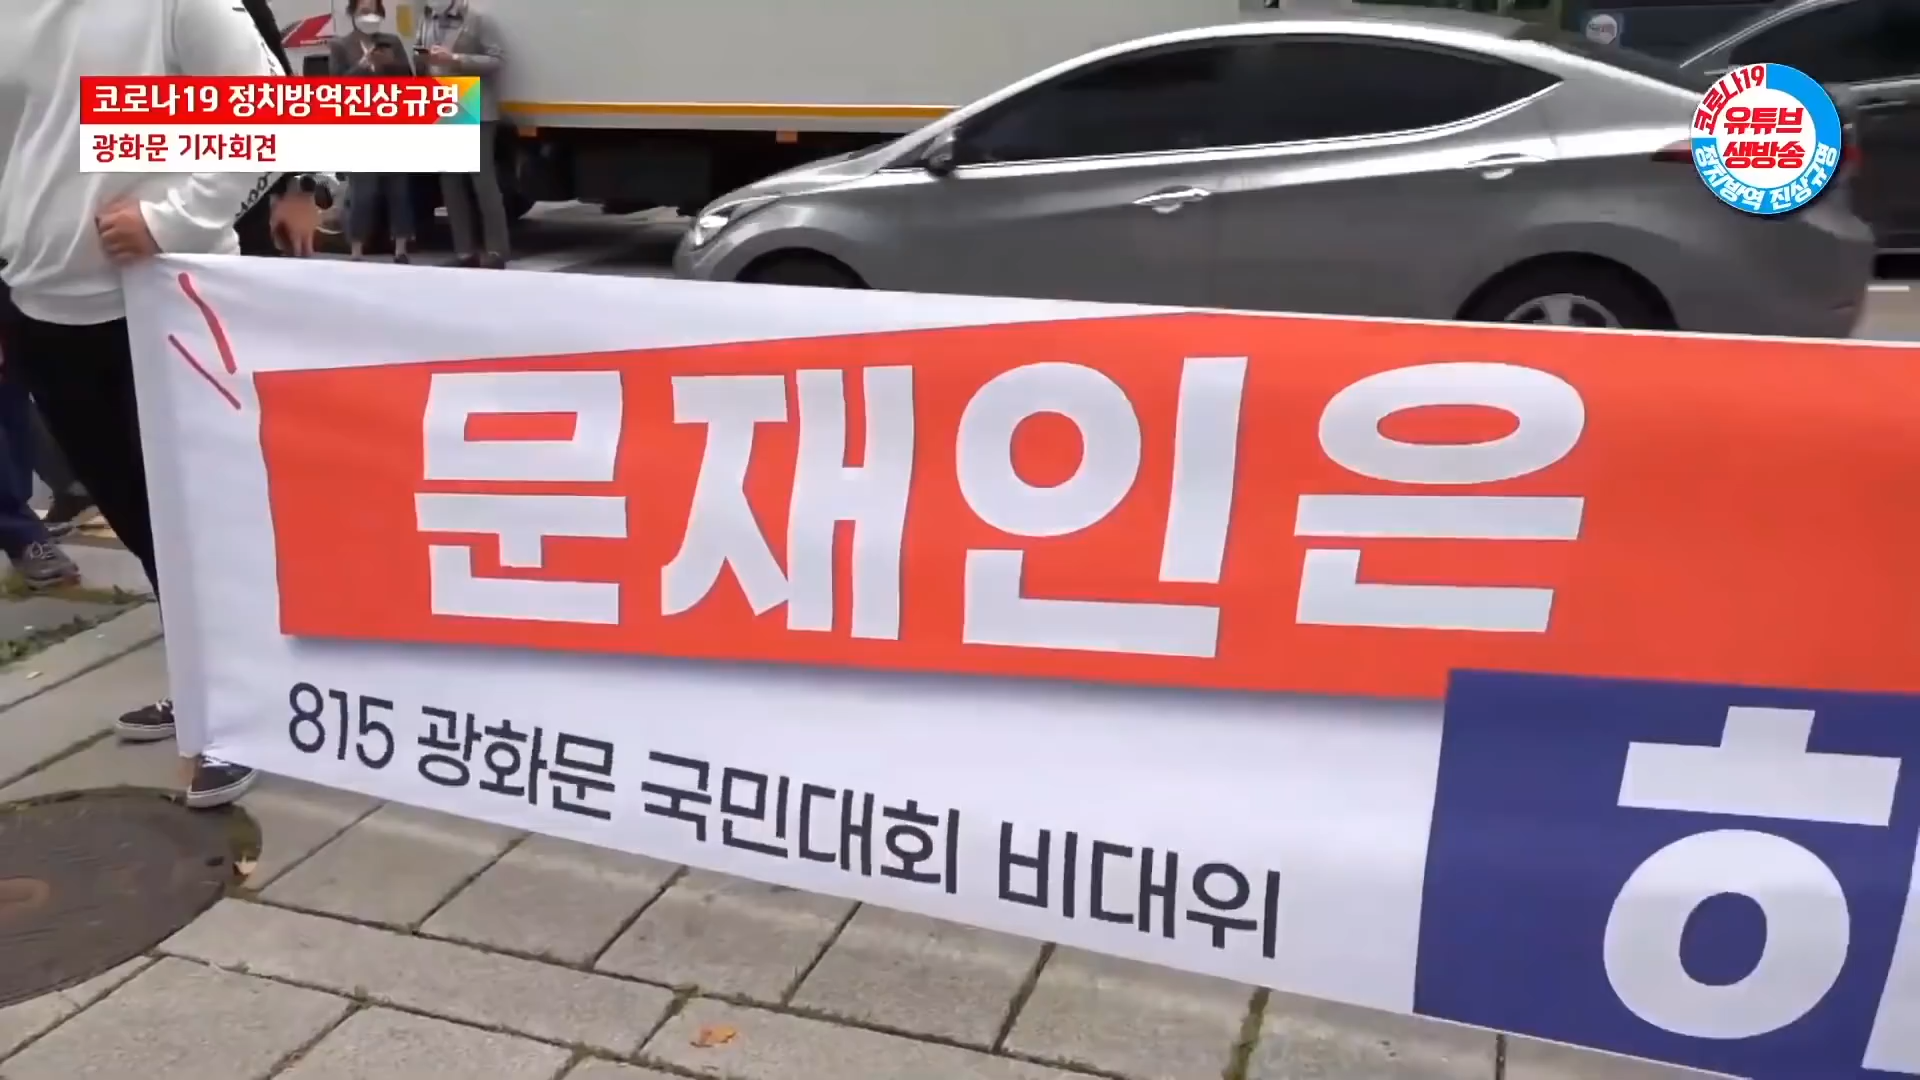 코로나19 정치방역진상규명
광화문 기자회견
코로나19
유튜브
생방송
정치방역 진상규명
문재인은
815 광화문 국민대회 비대위